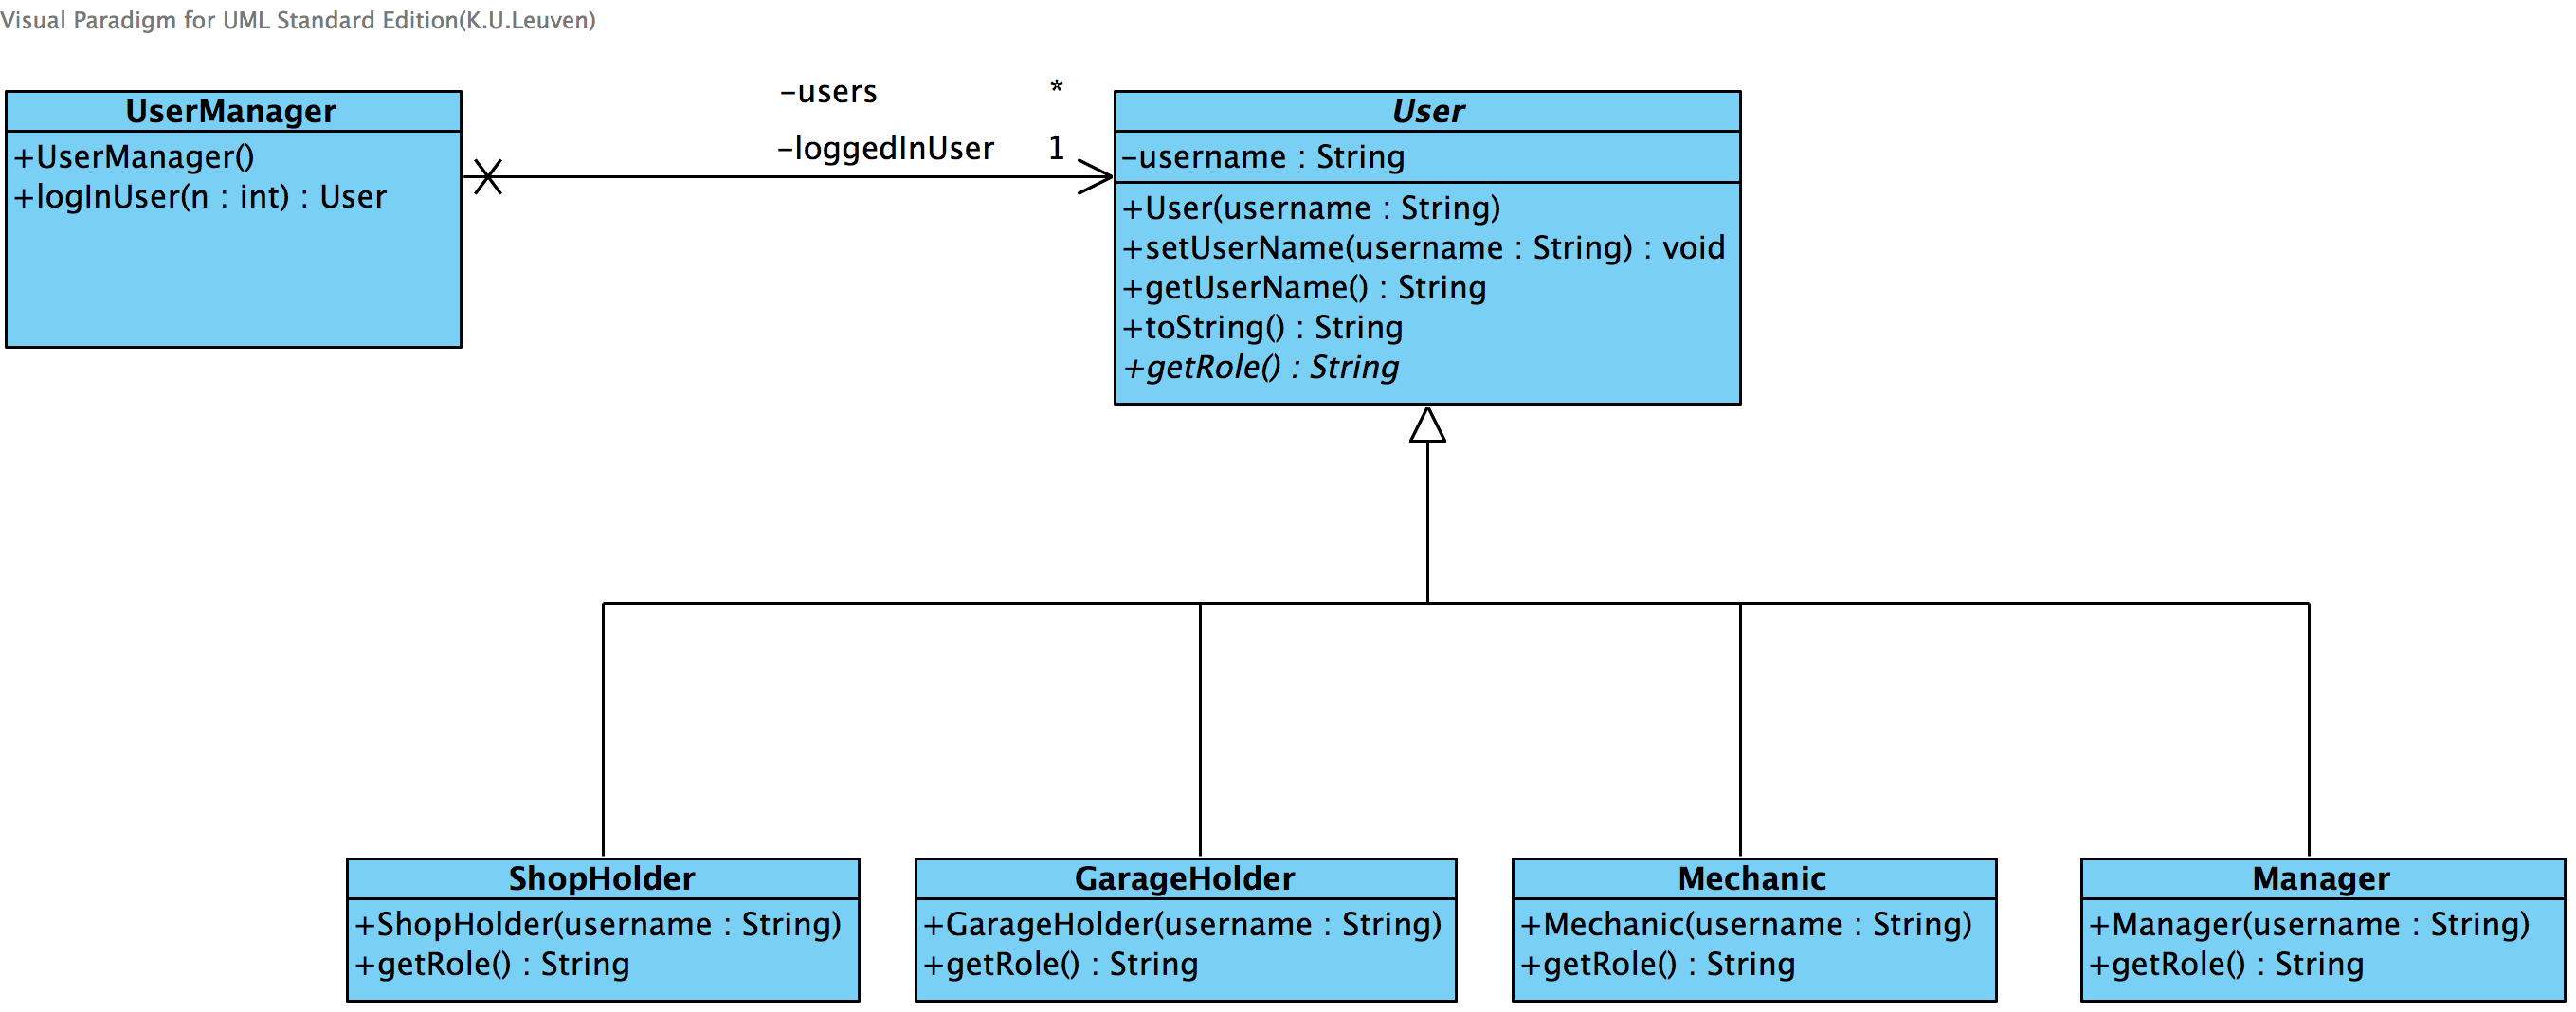 Visual Paradigm for UML Standard Edition(K.U.Leuven)
UserManager
+UserManager()
+logInUser(n : int) : User
-users *
-loggedInUser 1
User
-username : String
+User(username : String)
+setUserName(username : String) : void
+getUserName() : String
+toString() : String
+getRole() : String
ShopHolder
+ShopHolder(username : String)
+getRole() : String
GarageHolder
+GarageHolder(username : String)
+getRole() : String
Mechanic
+Mechanic(username : String)
+getRole() : String
Manager
+Manager(username : String)
+getRole() : String